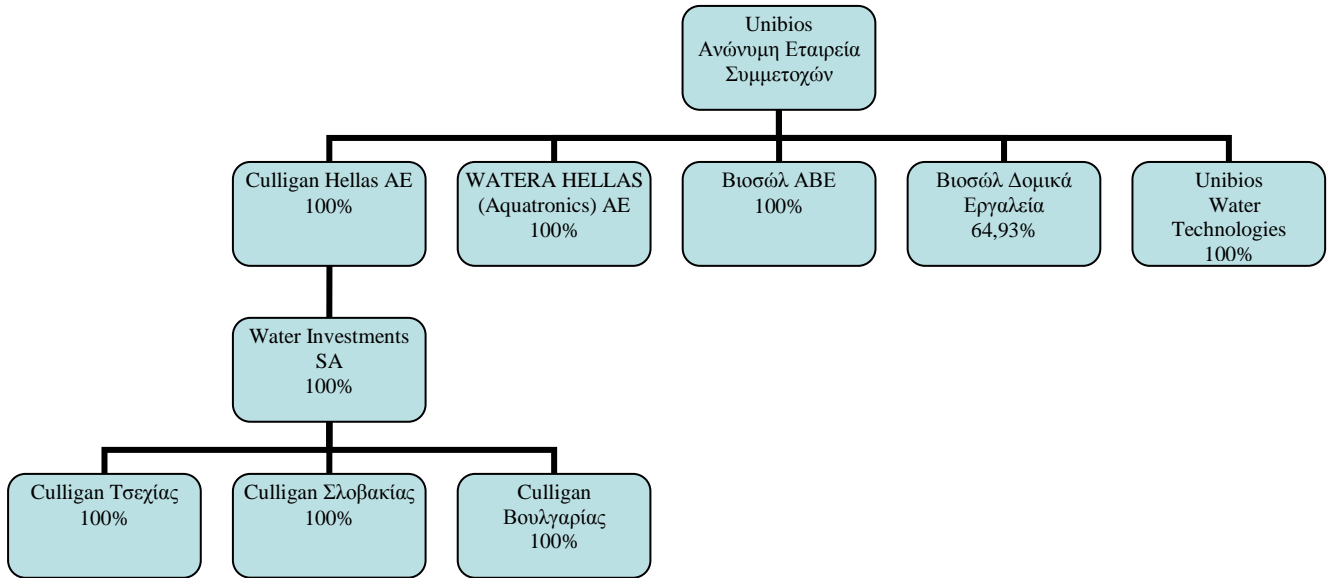 Unibios
Ανώνυμη Εταιρεία
Συμμετοχών
Culligan Hellas AE
100%
WATERA HELLAS
(Aquatronics) AE
100%
Βιοσώλ ΑΒΕ
100%
Βιοσώλ Δομικά
Εργαλεία
64,93%
Unibios
Water
Technologies
100%
Water Investments
SA
100%
Culligan Τσεχίας
100%
Culligan Σλοβακίας
100%
Culligan
Βουλγαρίας
100%